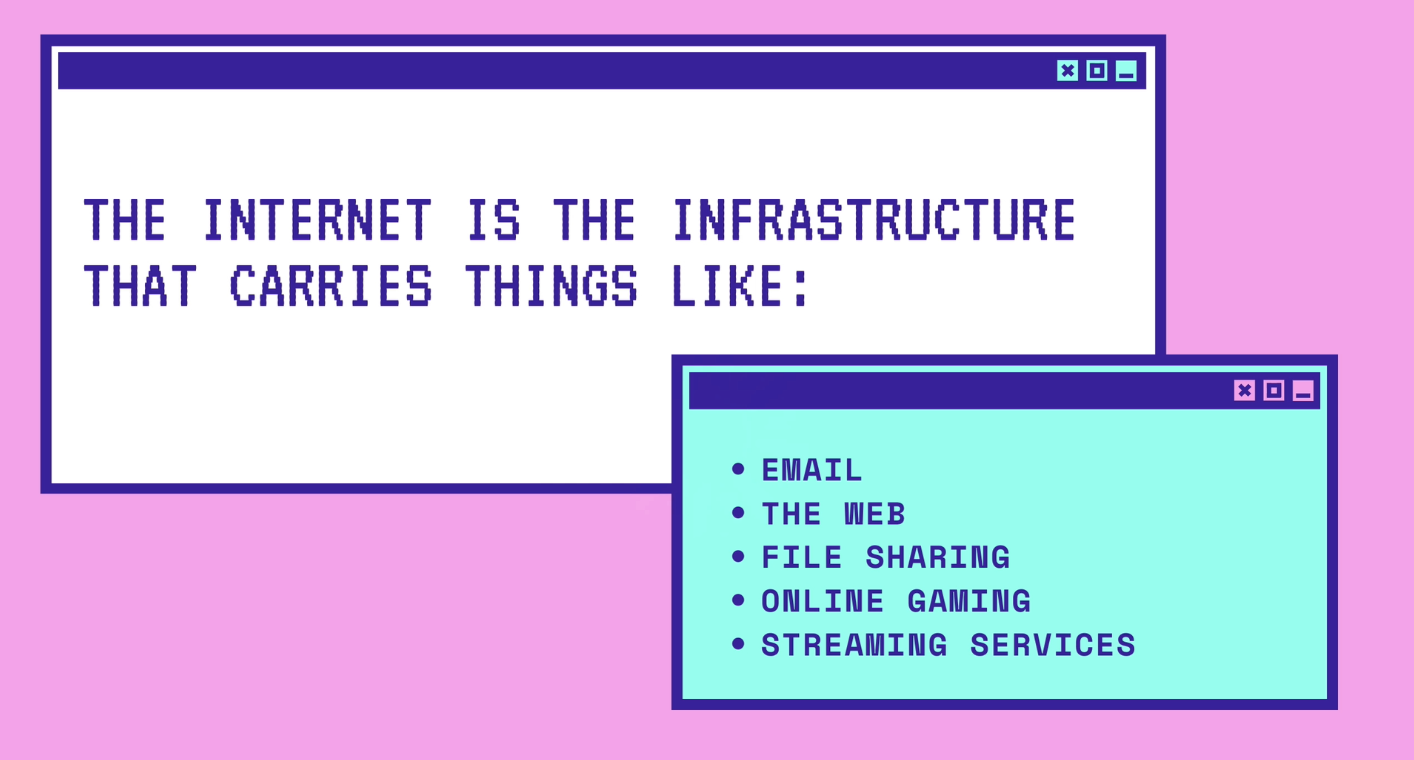 THE INTERNET IS THE INFRASTRUCTURE
THAT CARRIES THINGS LIKE:
• EMAIL
• THE WEB
• FILE SHARING
• ONLINE GAMING
• STREAMING SERVICES